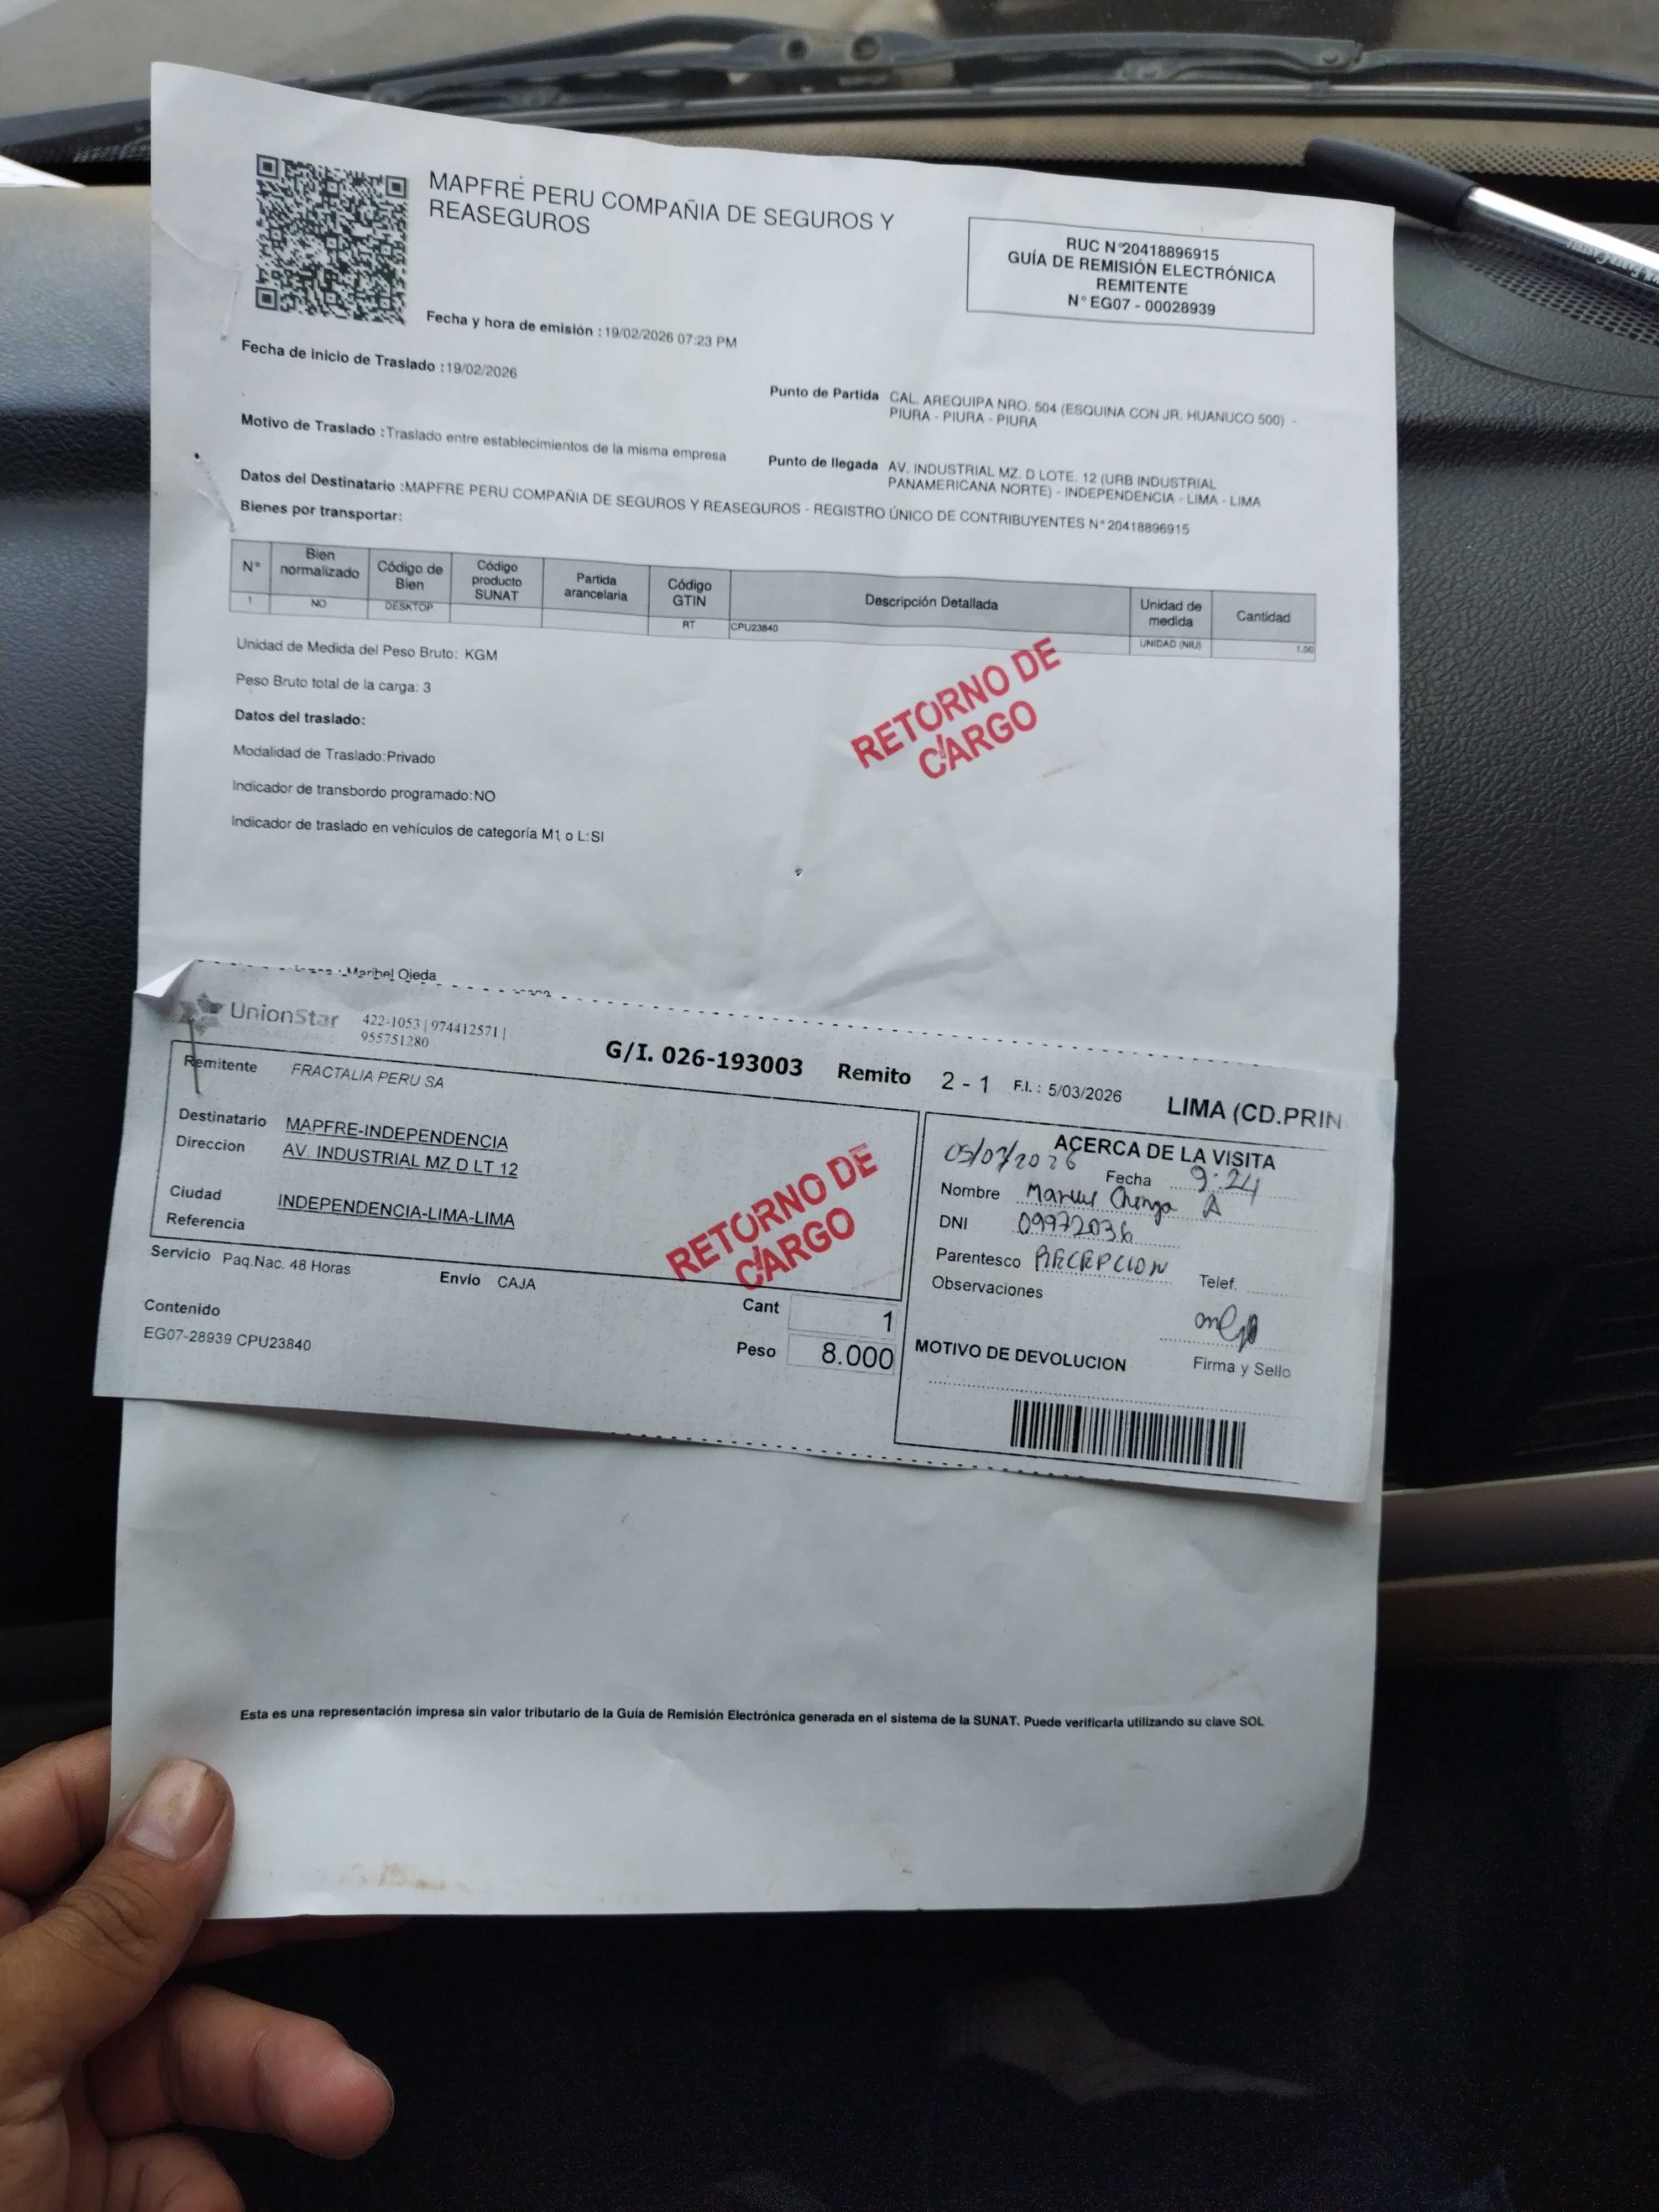 MAPFRE PERU COMPAÑIA DE SEGUROS Y
REASEGUROS
RUC N°20418896915
GUÍA DE REMISIÓN ELECTRÓNICA
REMITENTE
N° EG07 - 00028939
Fecha y hora de emisión : 19/02/2026 07:23 PM
Fecha de inicio de Traslado : 19/02/2026
Punto de Partida CAL. AREQUIPA NRO. 504 (ESQUINA CON JR. HUANUCO 500) -
PIURA - PIURA - PIURA
Motivo de Traslado : Traslado entre establecimientos de la misma empresa
Punto de llegada AV. INDUSTRIAL MZ. D LOTE. 12 (URB INDUSTRIAL
PANAMERICANA NORTE) - INDEPENDENCIA - LIMA - LIMA
Datos del Destinatario : MAPFRE PERU COMPAÑIA DE SEGUROS Y REASEGUROS - REGISTRO ÚNICO DE CONTRIBUYENTES N° 20418896915
Bienes por transportar:
N° Bien normalizado Código de Bien Código producto SUNAT Partida arancelaria Código GTIN Descripción Detallada Unidad de medida Cantidad
1 NO DESKTOP RT CPU23840 UNIDAD (NIU) 1.00
Unidad de Medida del Peso Bruto: KGM
Peso Bruto total de la carga: 3
Datos del traslado:
Modalidad de Traslado:Privado
Indicador de transbordo programado:NO
Indicador de traslado en vehículos de categoría M1 o L:SI
RETORNO DE
CARGO
Maribel Ojeda
UnionStar
422-1053 | 974412571 |
955751280
G/I. 026-193003 Remito 2 - 1 F.I. : 5/03/2026 LIMA (CD.PRIN
Remitente FRACTALIA PERU SA
Destinatario MAPFRE-INDEPENDENCIA
Direccion AV. INDUSTRIAL MZ D LT 12
Ciudad INDEPENDENCIA-LIMA-LIMA
Referencia
Servicio Paq.Nac. 48 Horas
Envío CAJA
Contenido
EG07-28939 CPU23840
Cant 1
Peso 8.000
RETORNO DE
CARGO
ACERCA DE LA VISITA
Fecha 9:24
Nombre
DNI 09972036
Parentesco RECEPCION
Telef.
Observaciones
MOTIVO DE DEVOLUCION
Firma y Sello
Esta es una representación impresa sin valor tributario de la Guía de Remisión Electrónica generada en el sistema de la SUNAT. Puede verificarla utilizando su clave SOL